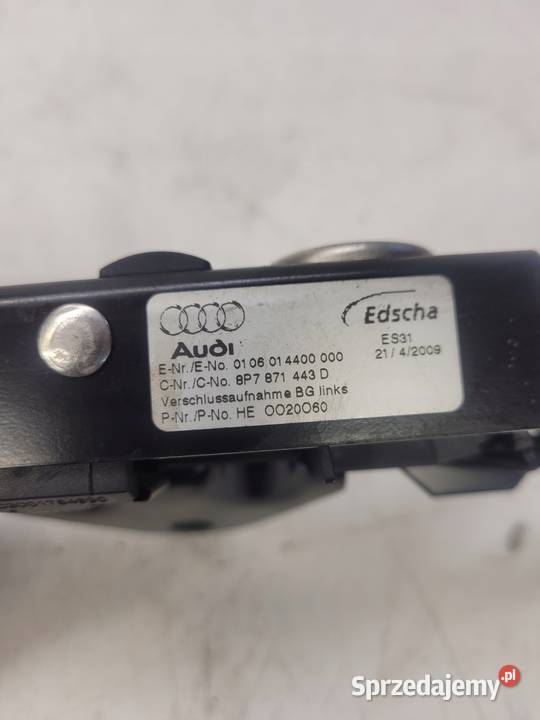 Audi
Edscha
E-Nr./E-No. 01 06 01 4400 000
ES31
C-Nr./C-No. 8P7 871 443 D
21/ 4/2009
Verschlussaufnahme BG links
P-Nr./P-No. HE OO20O60
Sprzedajemy.pl